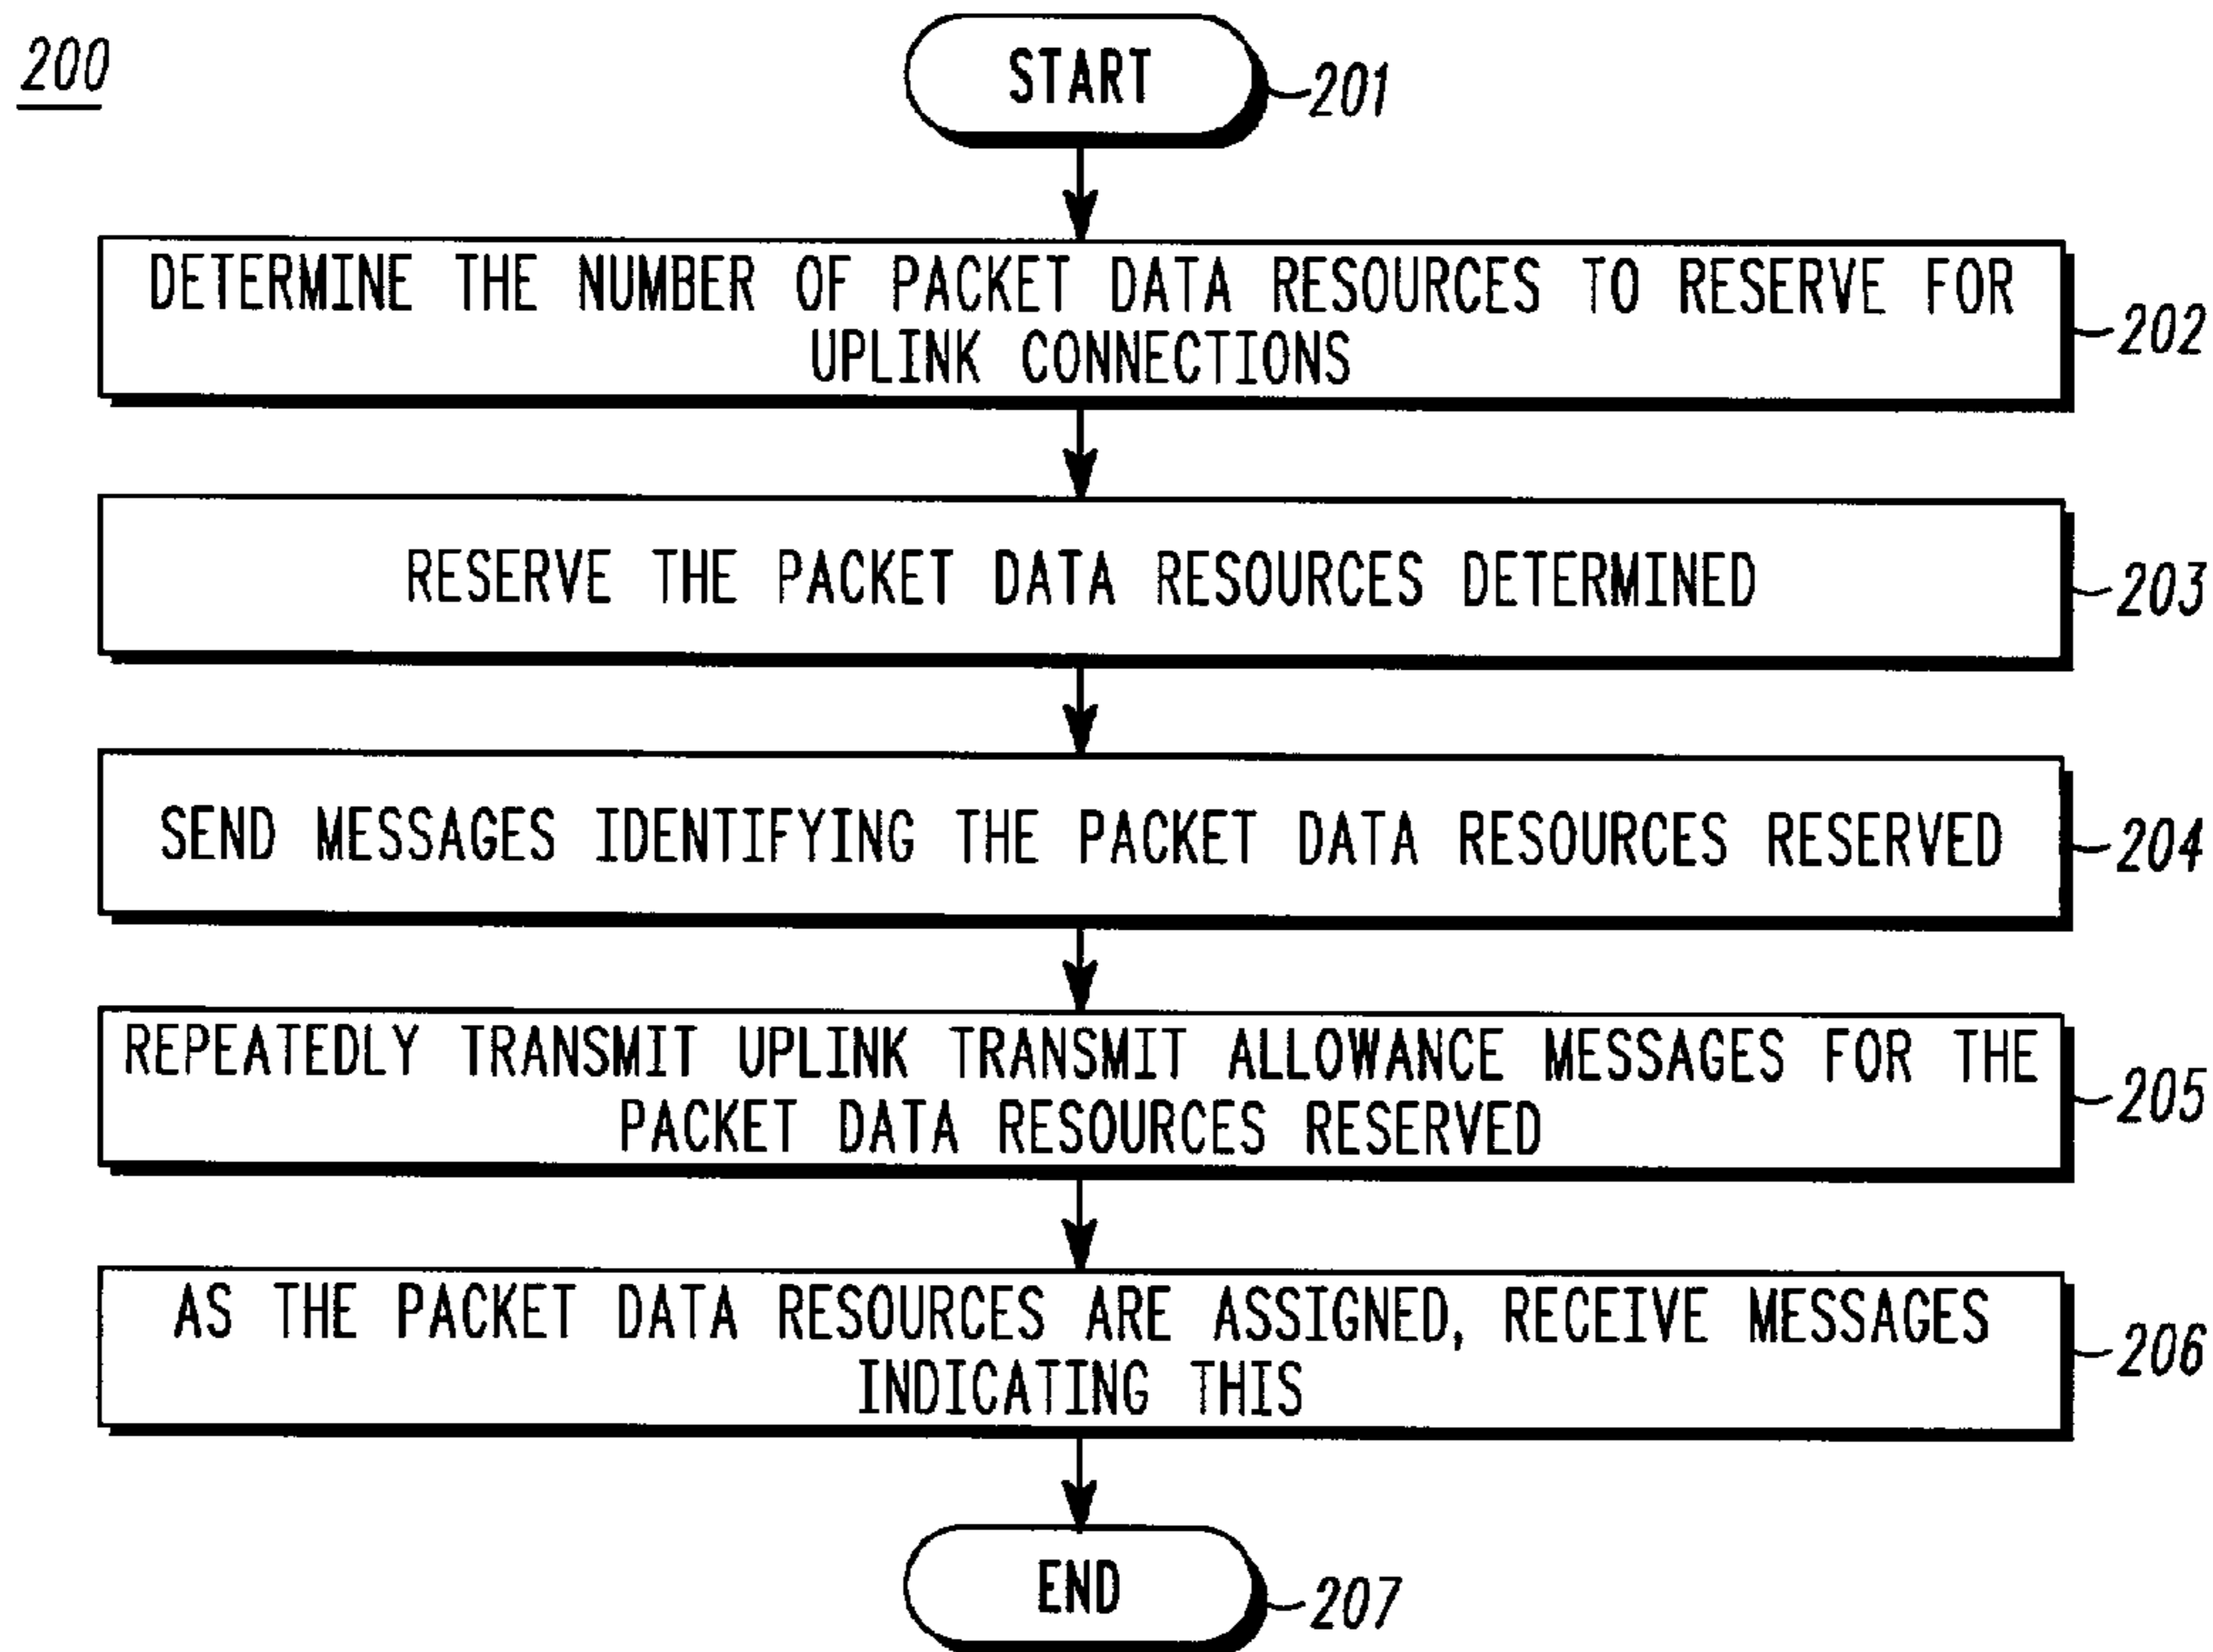 200
START
201
DETERMINE THE NUMBER OF PACKET DATA RESOURCES TO RESERVE FOR
UPLINK CONNECTIONS
202
RESERVE THE PACKET DATA RESOURCES DETERMINED
203
SEND MESSAGES IDENTIFYING THE PACKET DATA RESOURCES RESERVED
204
REPEATEDLY TRANSMIT UPLINK TRANSMIT ALLOWANCE MESSAGES FOR THE
PACKET DATA RESOURCES RESERVED
205
AS THE PACKET DATA RESOURCES ARE ASSIGNED, RECEIVE MESSAGES
INDICATING THIS
206
END
207